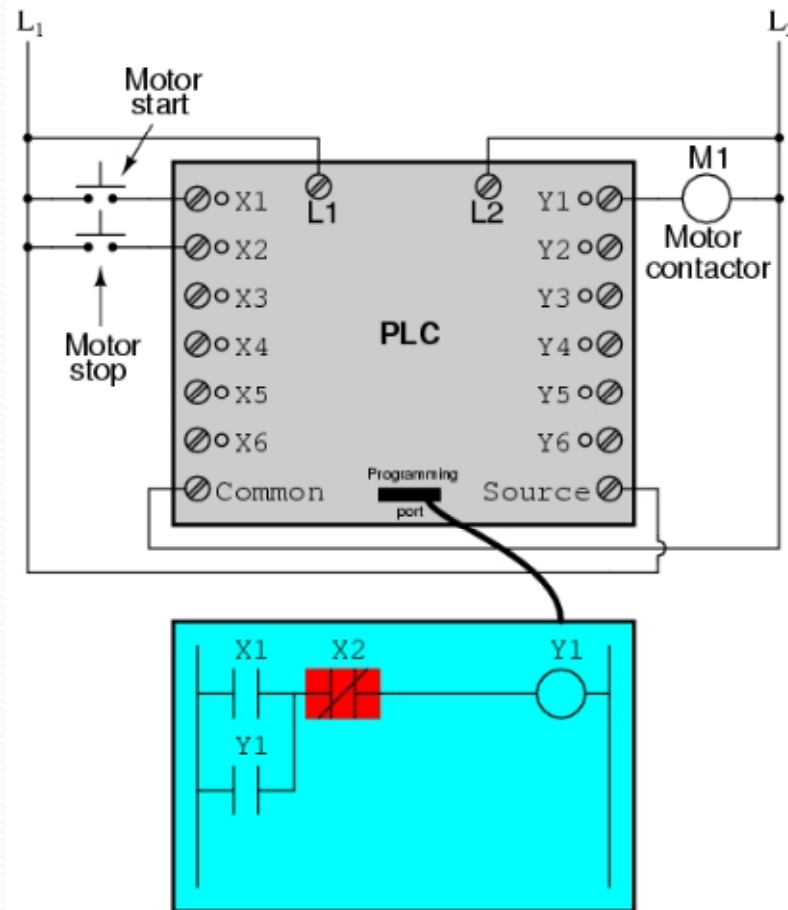 L1
L
Motor
start
M1
X1
L1
L2
Y1
X2
Y2
Motor
contactor
X3
Y3
Motor
stop
X4
PLC
Y4
X5
Y5
X6
Y6
Programming
Common
Source
port
X1
X2
Y1
Y1